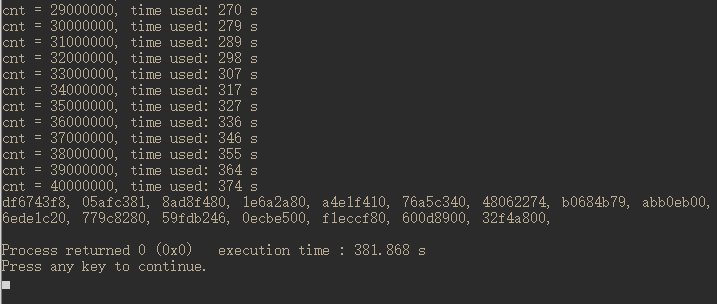 cnt = 29000000, time used: 270 s
cnt = 30000000, time used: 279 s
cnt = 31000000, time used: 289 s
cnt = 32000000, time used: 298 s
cnt = 33000000, time used: 307 s
cnt = 34000000, time used: 317 s
cnt = 35000000, time used: 327 s
cnt = 36000000, time used: 336 s
cnt = 37000000, time used: 346 s
cnt = 38000000, time used: 355 s
cnt = 39000000, time used: 364 s
cnt = 40000000, time used: 374 s
df6743f8, 05afc381, 8ad8f480, 1e6a2a80, a4e1f410, 76a5c340, 48062274, b0684b79, abb0eb00,
6ede1c20, 779c8280, 59fdb246, 0ecbe500, f1eccf80, 600d8900, 32f4a800,
Process returned 0 (0x0)   execution time : 381.868 s
Press any key to continue.